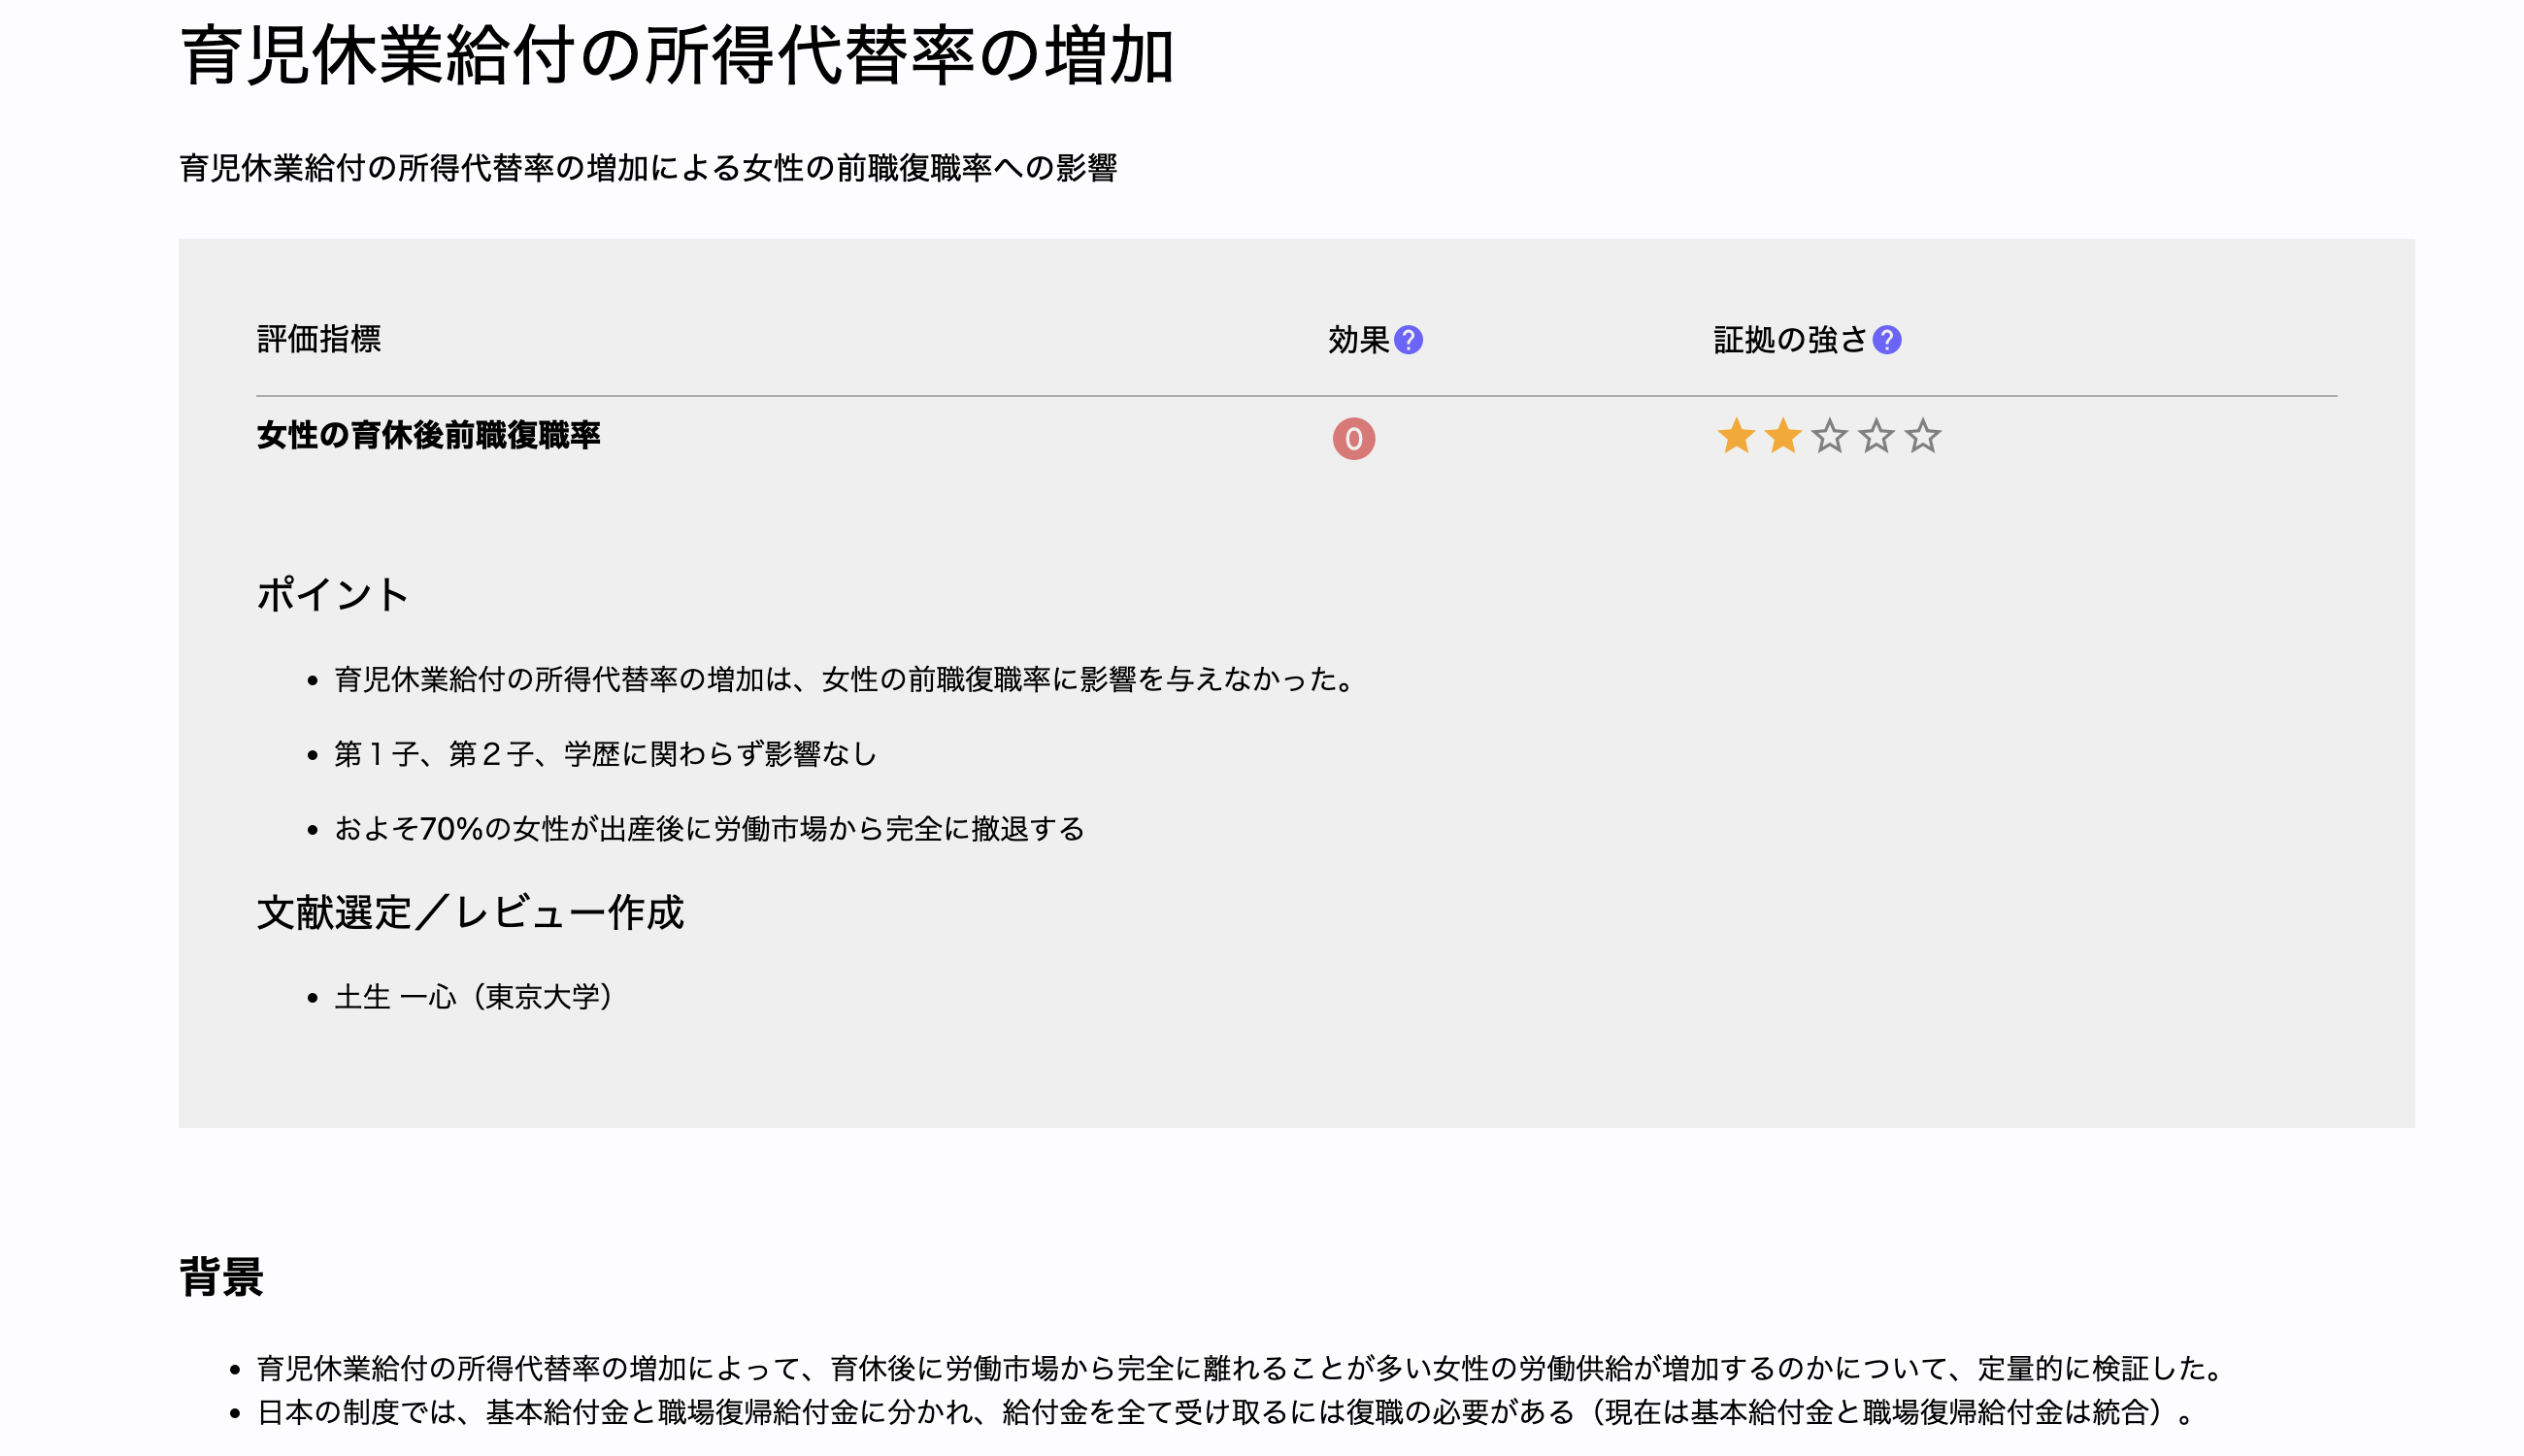 育児休業給付の所得代替率の増加
育児休業給付の所得代替率の増加による女性の前職復職率への影響
評価指標 効果? 証拠の強さ?
女性の育休後前職復職率 0 ★★☆☆☆
ポイント
• 育児休業給付の所得代替率の増加は、女性の前職復職率に影響を与えなかった。
• 第１子、第２子、学歴に関わらず影響なし
• およそ70%の女性が出産後に労働市場から完全に撤退する
文献選定／レビュー作成
• 土生 一心（東京大学）
背景
• 育児休業給付の所得代替率の増加によって、育休後に労働市場から完全に離れることが多い女性の労働供給が増加するのかについて、定量的に検証した。
• 日本の制度では、基本給付金と職場復帰給付金に分かれ、給付金を全て受け取るには復職の必要がある（現在は基本給付金と職場復帰給付金は統合）。